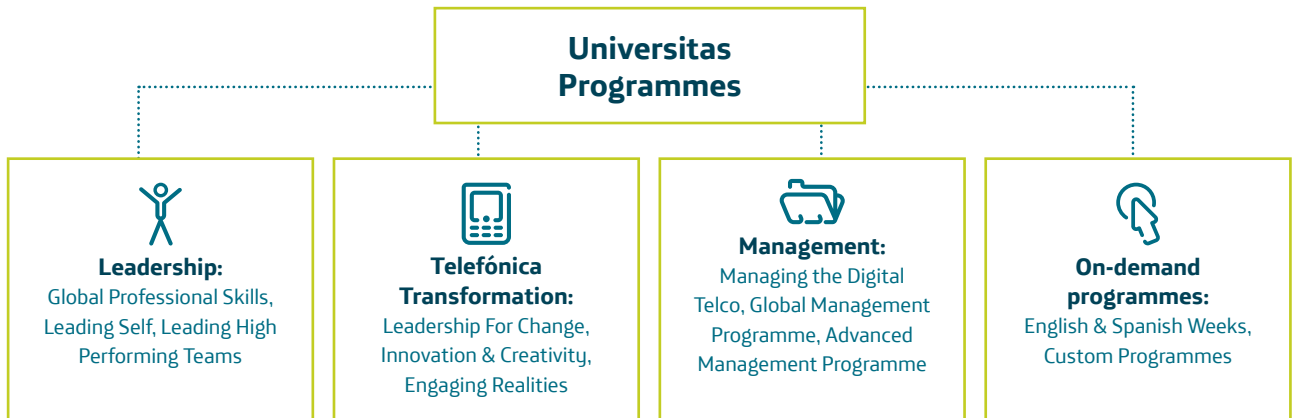 Universitas
Programmes
Leadership:
Global Professional Skills,
Leading Self, Leading High
Performing Teams
Telefónica
Transformation:
Leadership For Change,
Innovation & Creativity,
Engaging Realities
Management:
Managing the Digital
Telco, Global Management
Programme, Advanced
Management Programme
On-demand
programmes:
English & Spanish Weeks,
Custom Programmes